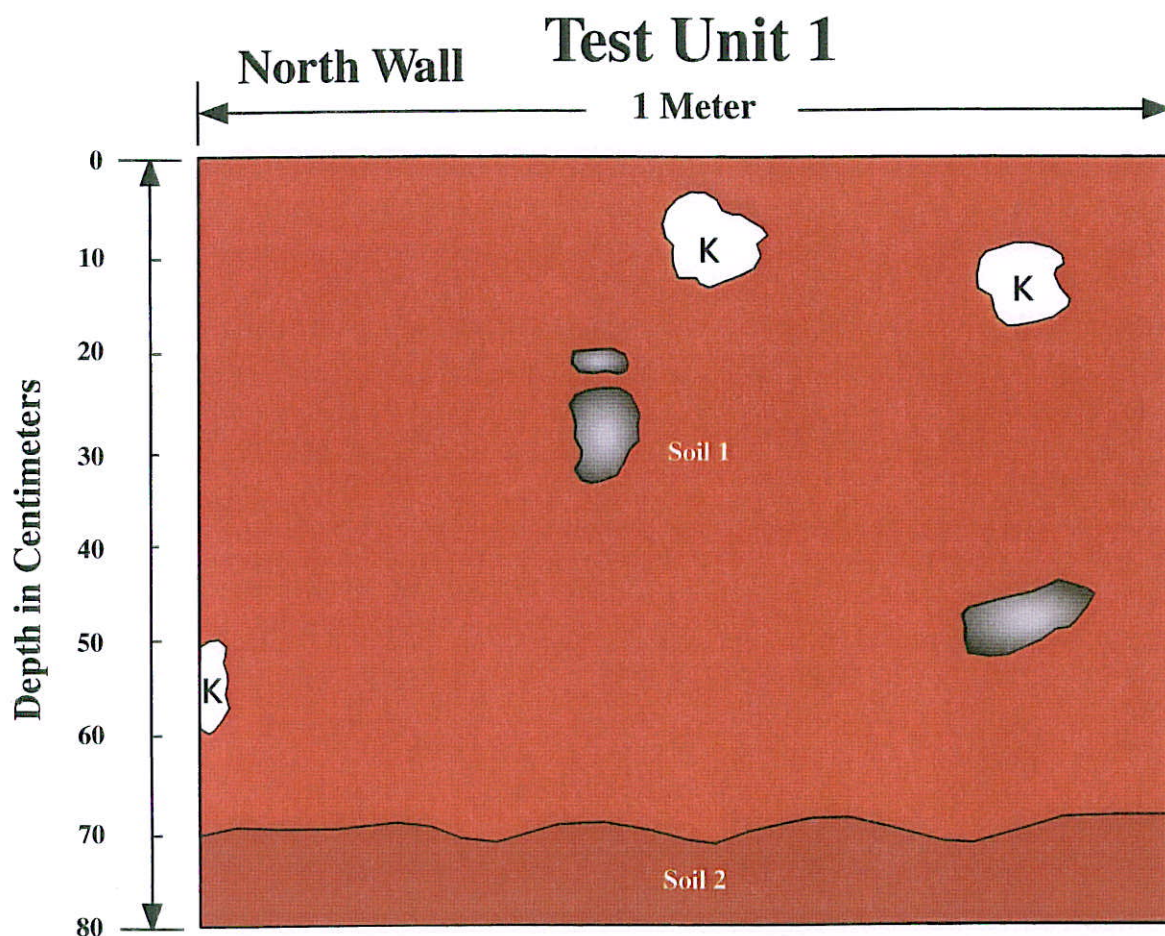 Test Unit 1
North Wall
1 Meter
0
10
20
30
40
50
60
70
80
Depth in Centimeters
K
K
Soil 1
K
Soil 2